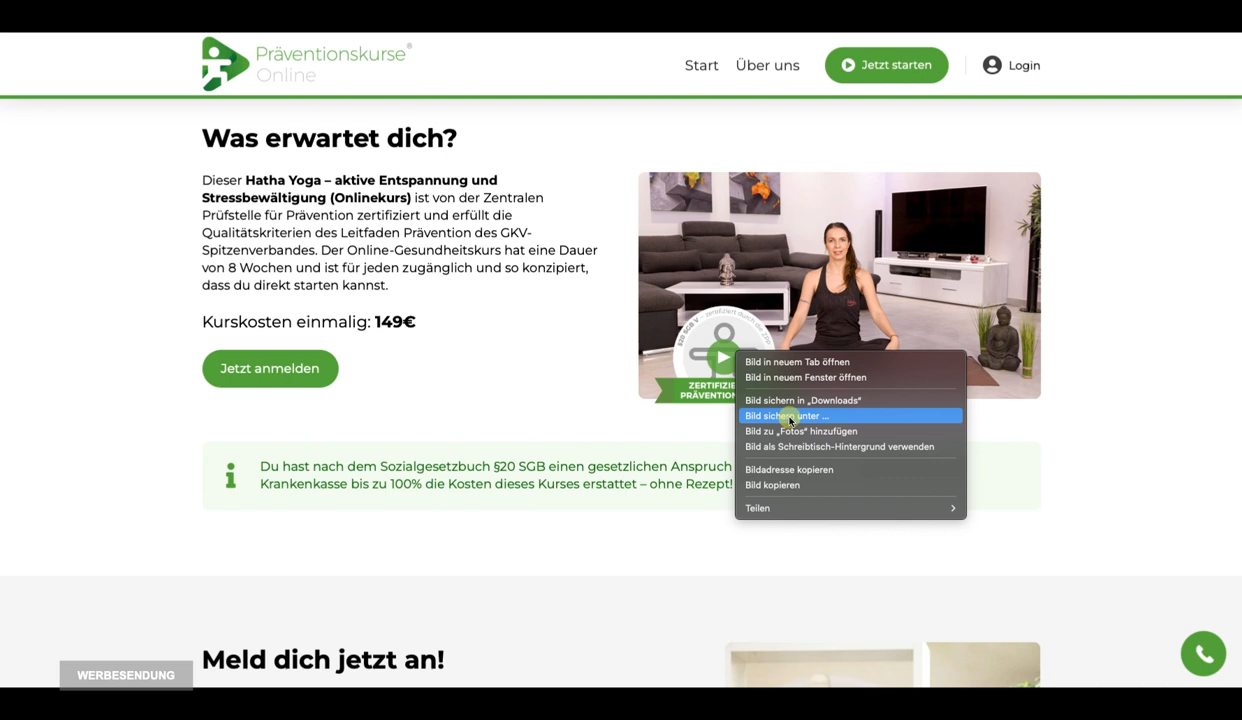 Präventionskurse®
Online
Start
Über uns
Jetzt starten
Login
Was erwartet dich?
Dieser Hatha Yoga – aktive Entspannung und
Stressbewältigung (Onlinekurs) ist von der Zentralen
Prüfstelle für Prävention zertifiziert und erfüllt die
Qualitätskriterien des Leitfaden Prävention des GKV-
Spitzenverbandes. Der Online-Gesundheitskurs hat eine Dauer
von 8 Wochen und ist für jeden zugänglich und so konzipiert,
dass du direkt starten kannst.
Kurskosten einmalig: 149€
Jetzt anmelden
§20 SGB V – zertifiziert durch die
ZERTIFIZIE
PRÄVENTION
Bild in neuem Tab öffnen
Bild in neuem Fenster öffnen
Bild sichern in „Downloads“
Bild sichern unter ...
Bild zu „Fotos“ hinzufügen
Bild als Schreibtisch-Hintergrund verwenden
Bildadresse kopieren
Bild kopieren
Teilen
Du hast nach dem Sozialgesetzbuch §20 SGB einen gesetzlichen Anspruch
Krankenkasse bis zu 100% die Kosten dieses Kurses erstattet – ohne Rezept!
Meld dich jetzt an!
WERBESENDUNG